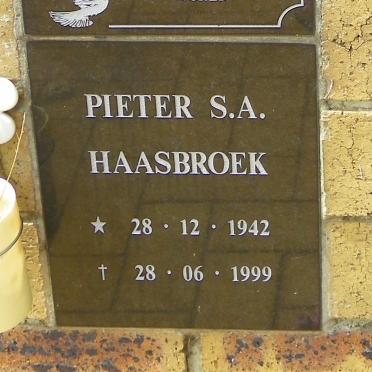 PIETER S.A.
HAASBROEK
★ 28 · 12 · 1942
† 28 · 06 · 1999